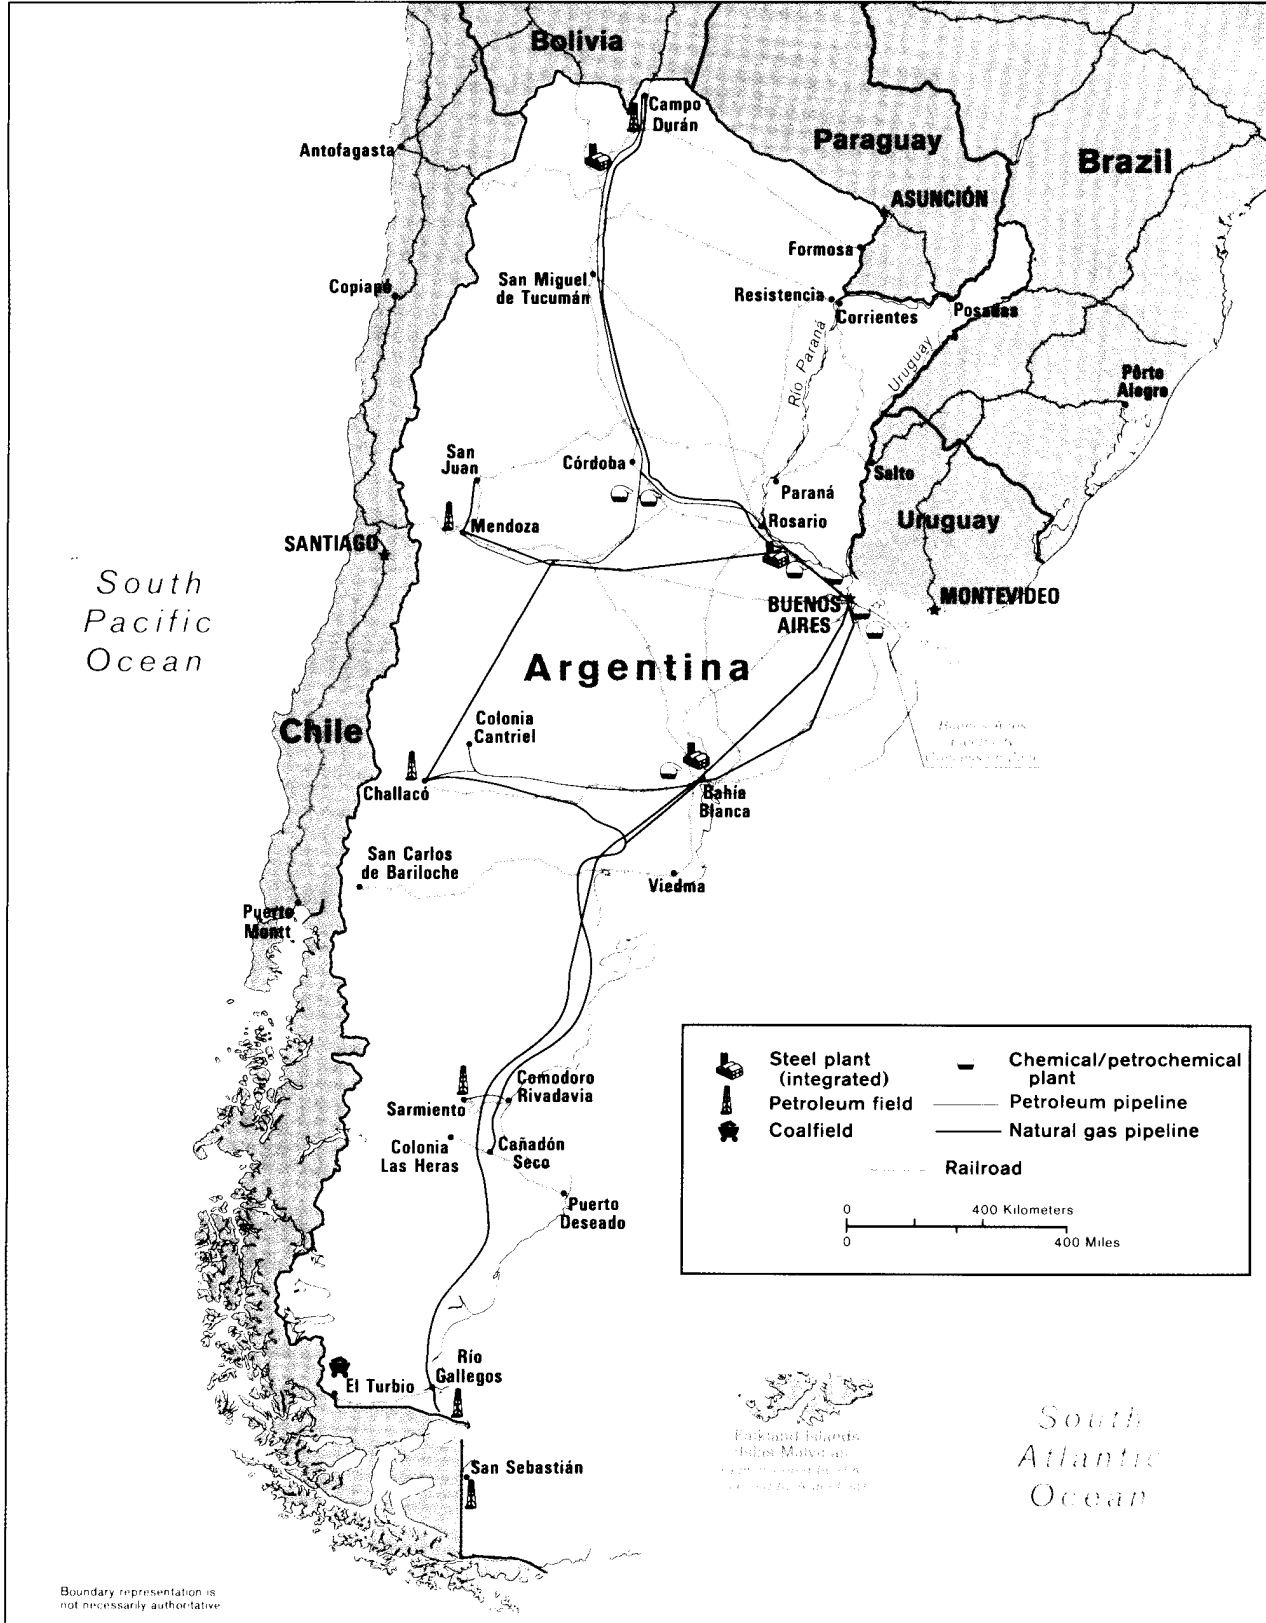 Bolivia
Campo
Durán
Paraguay
Brazil
Antofagasta
ASUNCIÓN
Formosa
San Miguel
de Tucumán
Copiapó
Resistencia
Corrientes
Posadas
Río Paraná
Uruguay
Pôrto
Alegre
San
Juan
Córdoba
Salto
Paraná
Mendoza
Rosario
Uruguay
SANTIAGO
South
Pacific
Ocean
BUENOS
AIRES
MONTEVIDEO
Argentina
Chile
Colonia
Cantriel
Buenos Aires
Challacó
Bahía
Blanca
San Carlos
de Bariloche
Viedma
Puerto
Montt
Steel plant
(integrated)
Chemical/petrochemical
plant
Petroleum field
Petroleum pipeline
Coalfield
Natural gas pipeline
Railroad
0 400 Kilometers
0 400 Miles
Comodoro
Rivadavia
Sarmiento
Colonia
Las Heras
Cañadón
Seco
Puerto
Deseado
Río
Gallegos
El Turbio
Falkland Islands
South
Atlantic
Ocean
San Sebastián
Boundary representation is
not necessarily authoritative